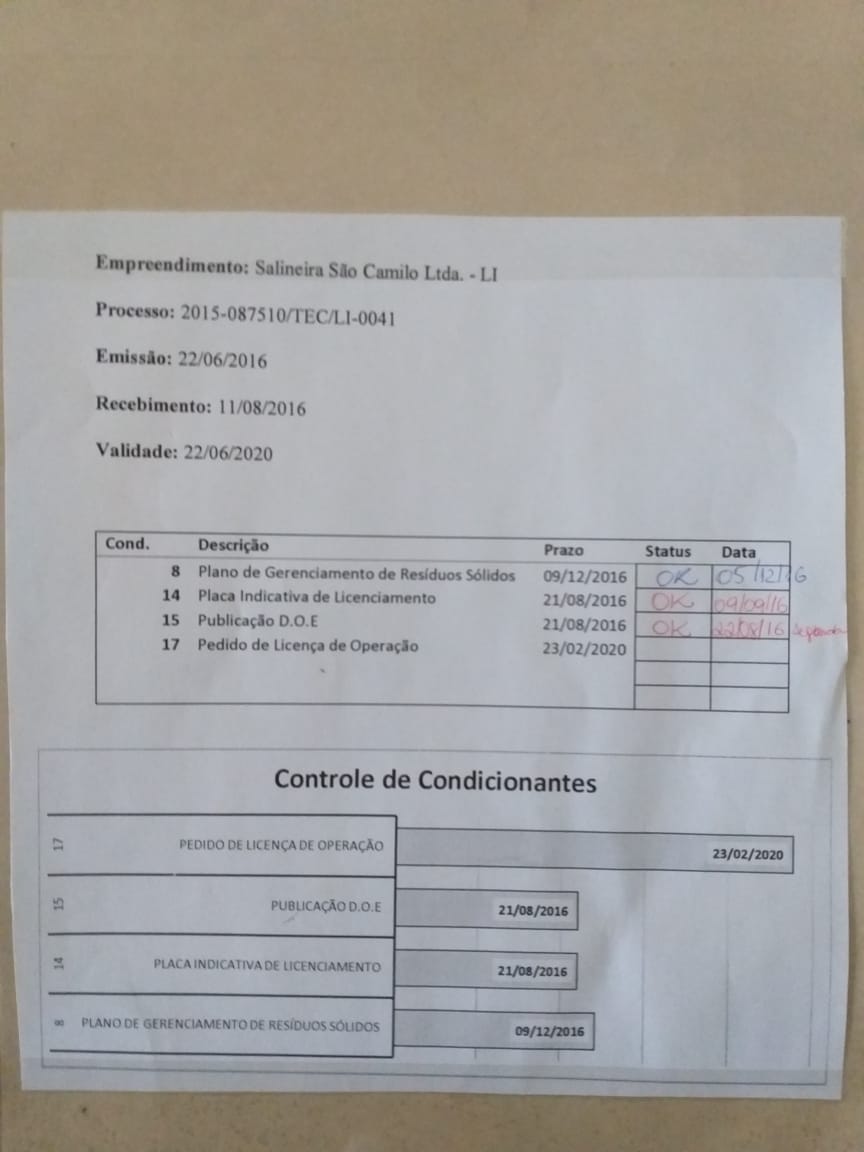 Empreendimento: Salineira São Camilo Ltda. - LI
Processo: 2015-087510/TEC/LI-0041
Emissão: 22/06/2016
Recebimento: 11/08/2016
Validade: 22/06/2020
Cond. Descrição Prazo Status Data
8 Plano de Gerenciamento de Resíduos Sólidos 09/12/2016 OK 05/12/16
14 Placa Indicativa de Licenciamento 21/08/2016 OK 09/09/16
15 Publicação D.O.E 21/08/2016 OK 22/08/16
17 Pedido de Licença de Operação 23/02/2020
Controle de Condicionantes
17 PEDIDO DE LICENÇA DE OPERAÇÃO 23/02/2020
15 PUBLICAÇÃO D.O.E 21/08/2016
14 PLACA INDICATIVA DE LICENCIAMENTO 21/08/2016
8 PLANO DE GERENCIAMENTO DE RESÍDUOS SÓLIDOS 09/12/2016